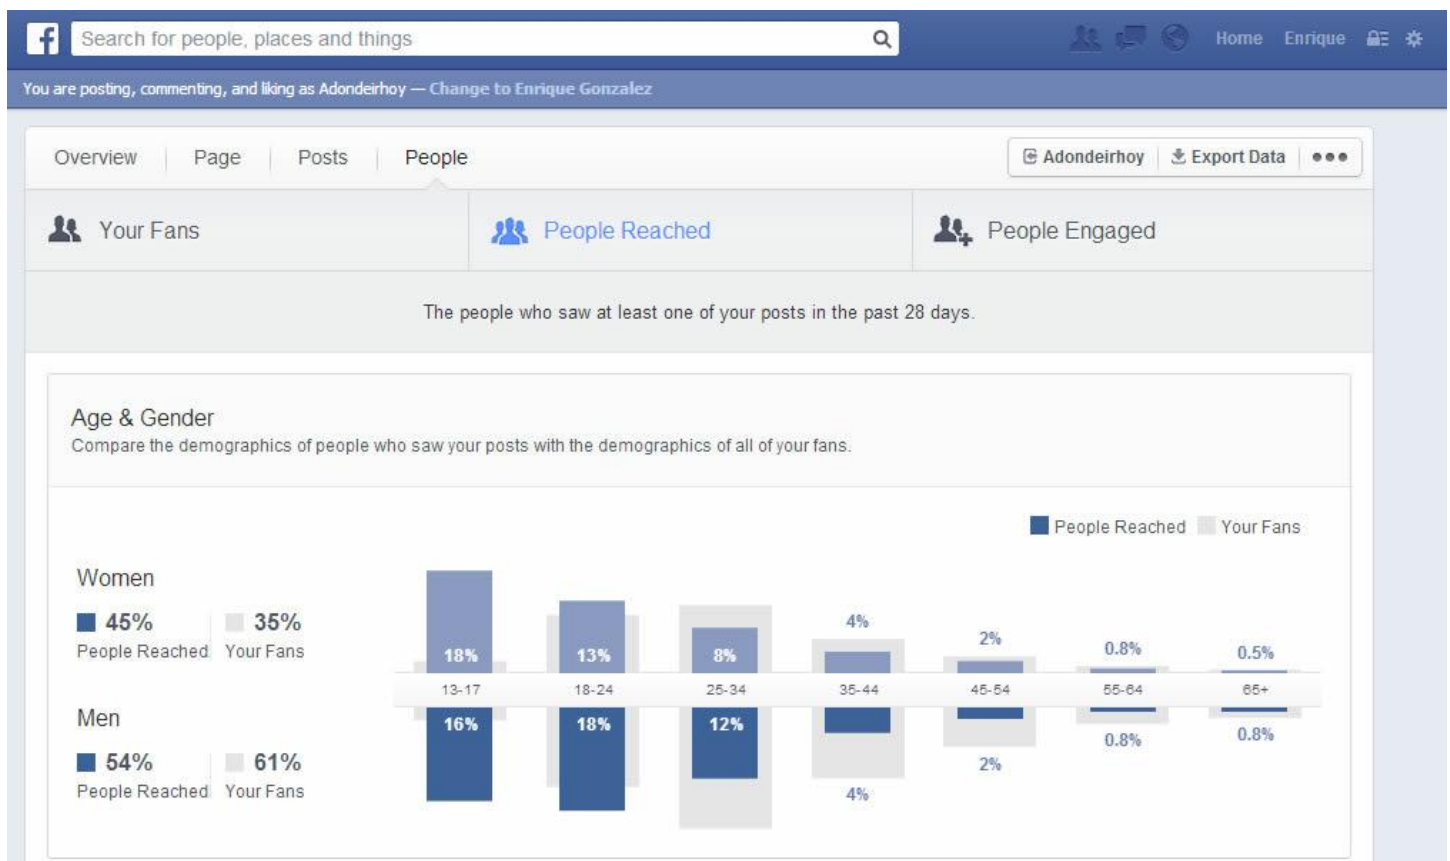 f Search for people, places and things Home Enrique
You are posting, commenting, and liking as Adondeirhoy — Change to Enrique Gonzalez
Overview Page Posts People Adondeirhoy Export Data
Your Fans People Reached People Engaged
The people who saw at least one of your posts in the past 28 days.
Age & Gender
Compare the demographics of people who saw your posts with the demographics of all of your fans.
People Reached Your Fans
Women
45% 35%
People Reached Your Fans
18% 13% 8% 4% 2% 0.8% 0.5%
13-17 18-24 25-34 35-44 45-54 55-64 65+
Men
54% 61%
People Reached Your Fans
16% 18% 12% 4% 2% 0.8% 0.8%